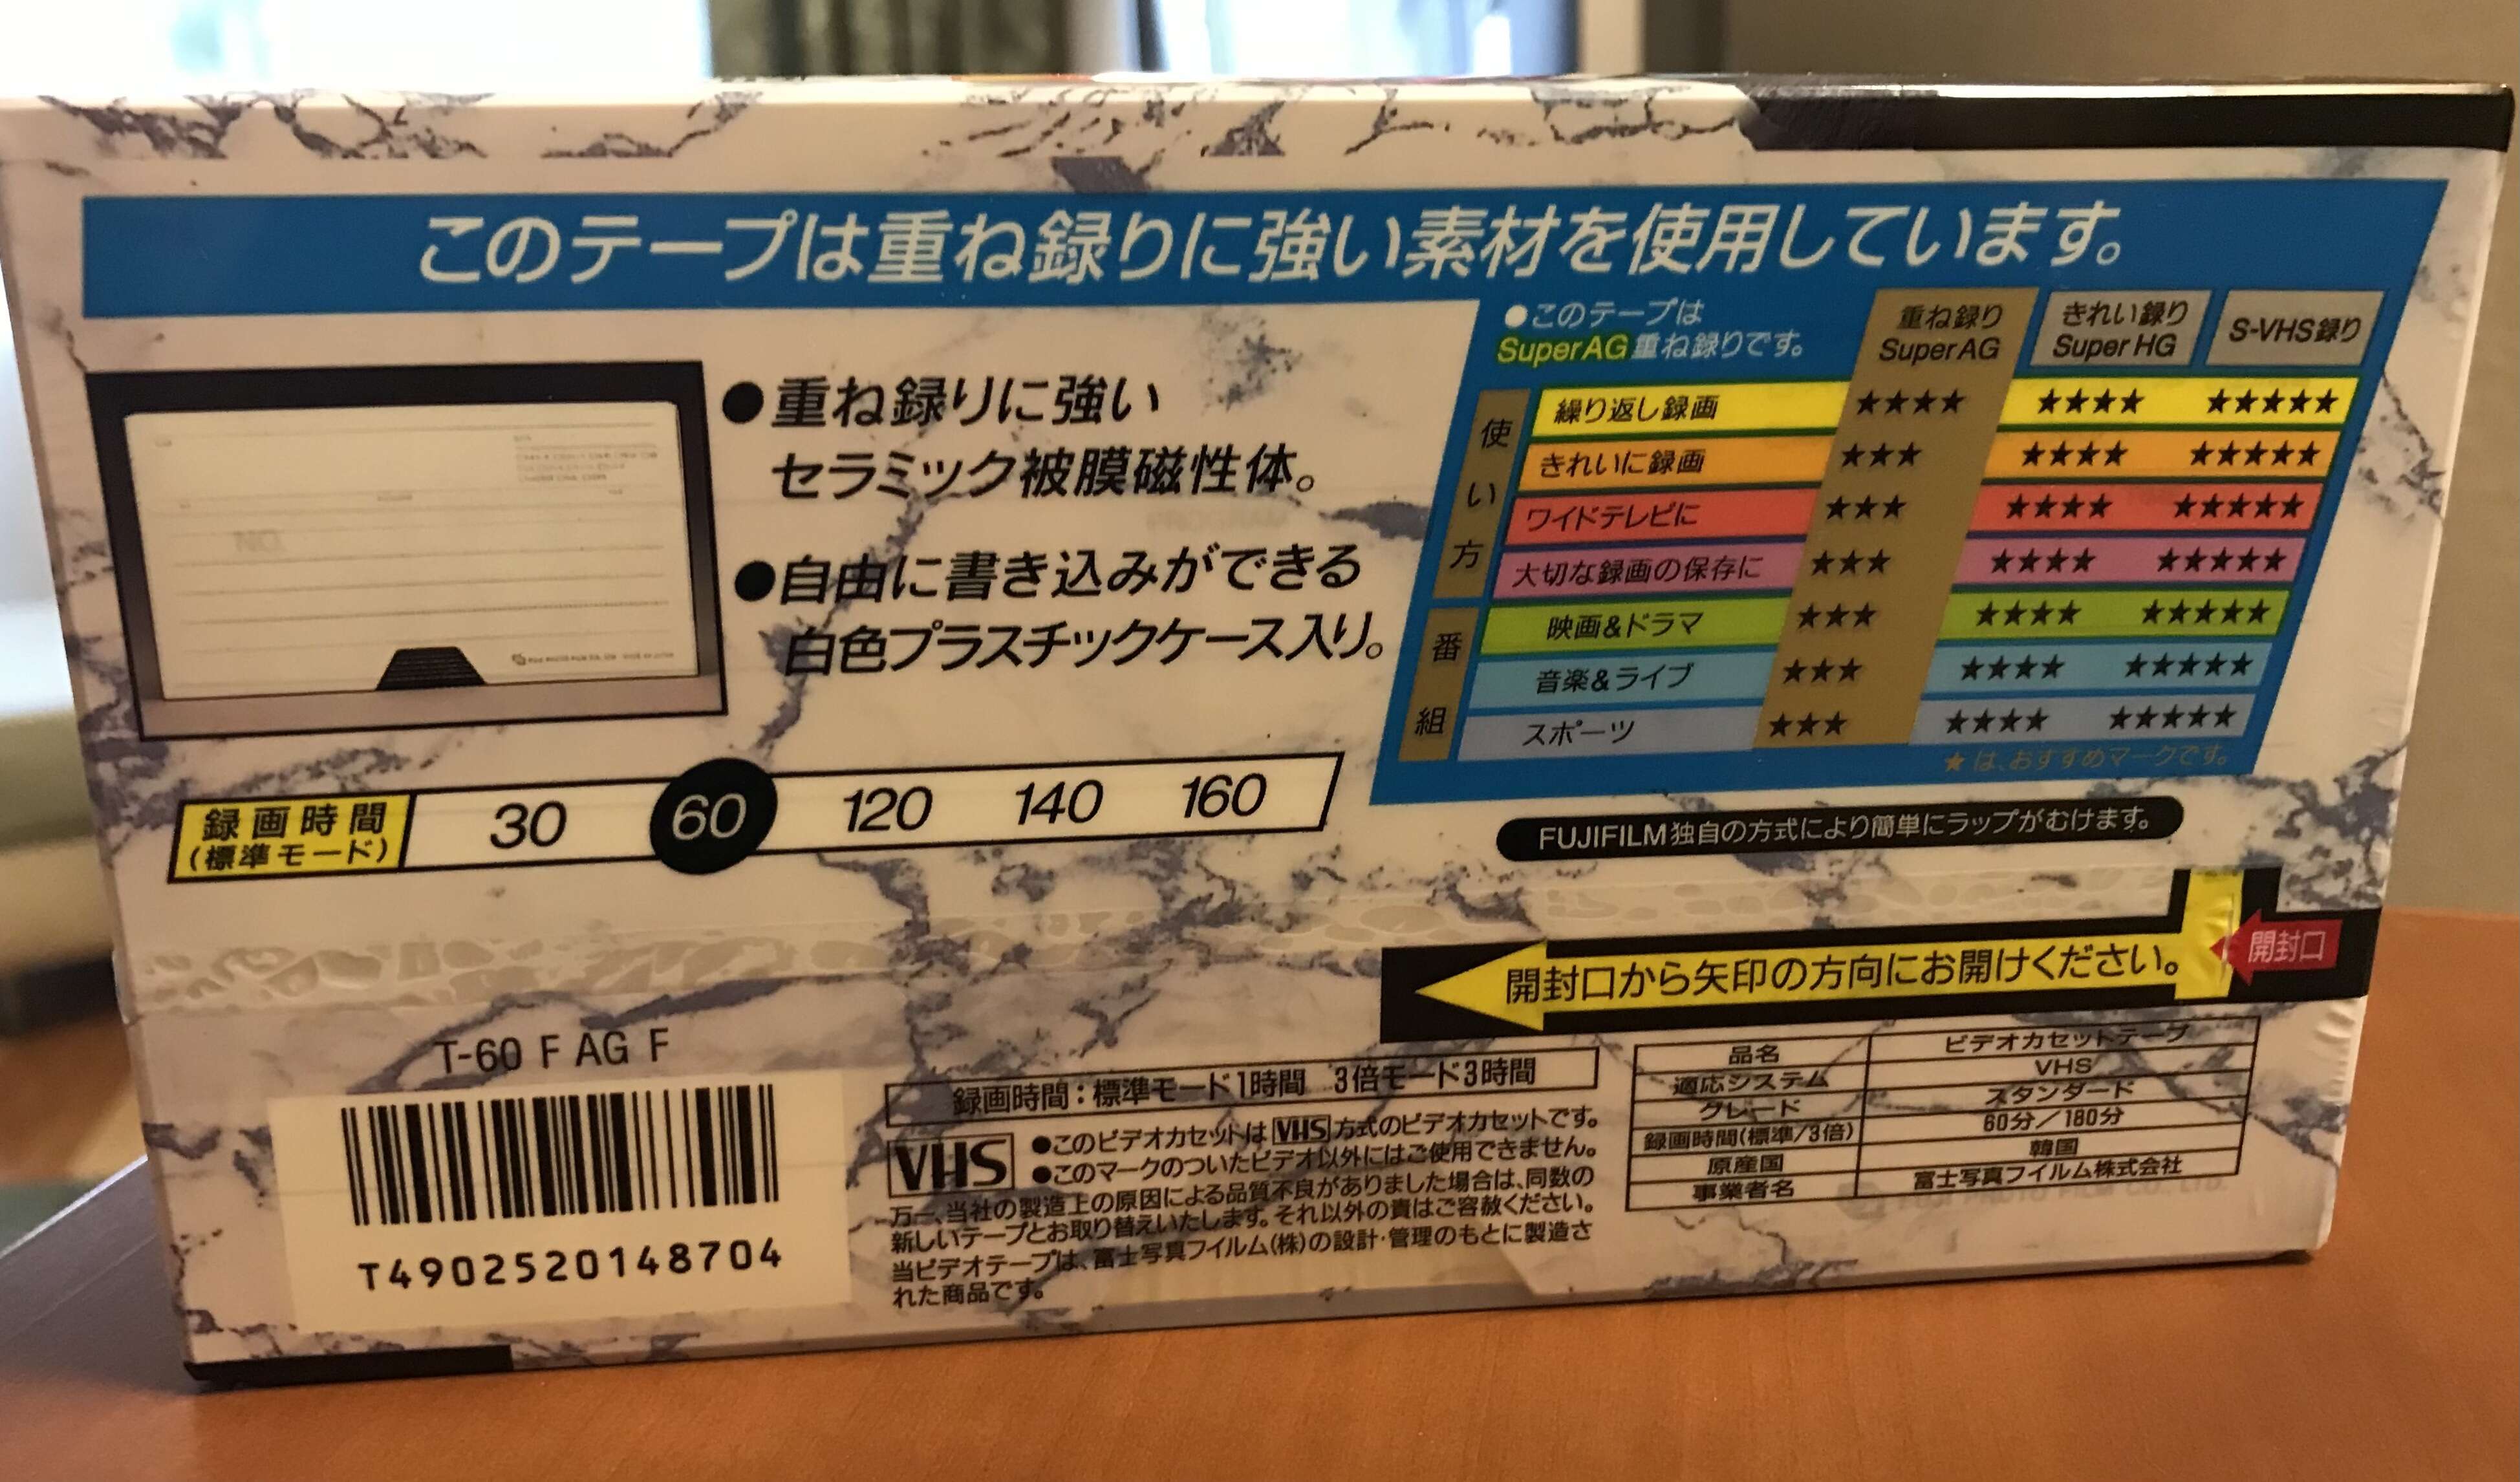 このテープは重ね録りに強い素材を使用しています。
●重ね録りに強い
セラミック被膜磁性体。
●自由に書き込みができる
白色プラスチックケース入り。
●このテープは
SuperAG重ね録りです。
重ね録り
SuperAG
きれい録り
Super HG
S-VHS録り
使い方
繰り返し録画 ★★★★ ★★★★ ★★★★★
きれいに録画 ★★★ ★★★★ ★★★★★
ワイドテレビに ★★★ ★★★★ ★★★★★
大切な録画の保存に ★★★ ★★★★ ★★★★★
番組
映画&ドラマ ★★★ ★★★★ ★★★★★
音楽&ライブ ★★★ ★★★★ ★★★★★
スポーツ ★★★ ★★★★ ★★★★★
★は、おすすめマークです。
録画時間
(標準モード)
30 60 120 140 160
FUJIFILM独自の方式により簡単にラップがむけます。
開封口から矢印の方向にお開けください。
開封口
T-60 F AG F
T4902520148704
録画時間：標準モード1時間 3倍モード3時間
VHS
●このビデオカセットはVHS方式のビデオカセットです。
●このマークのついたビデオ以外にはご使用できません。
万一、当社の製造上の原因による品質不良がありました場合は、同数の
新しいテープとお取り替えいたします。それ以外の責はご容赦ください。
当ビデオテープは、富士写真フイルム(株)の設計・管理のもとに製造さ
れた商品です。
品名 ビデオカセットテープ
適応システム VHS
グレード スタンダード
録画時間(標準/3倍) 60分／180分
原産国 韓国
事業者名 富士写真フイルム株式会社